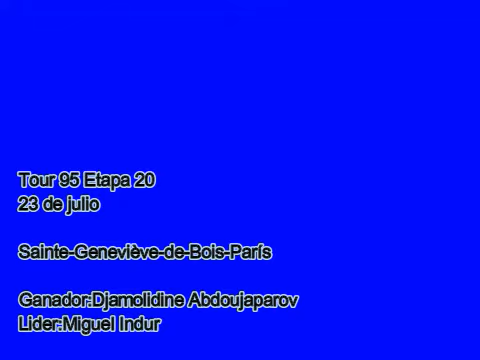 Tour 95 Etapa 20
23 de julio
Sainte-Geneviève-de-Bois-París
Ganador:Djamolidine Abdoujaparov
Lider:Miguel Indur